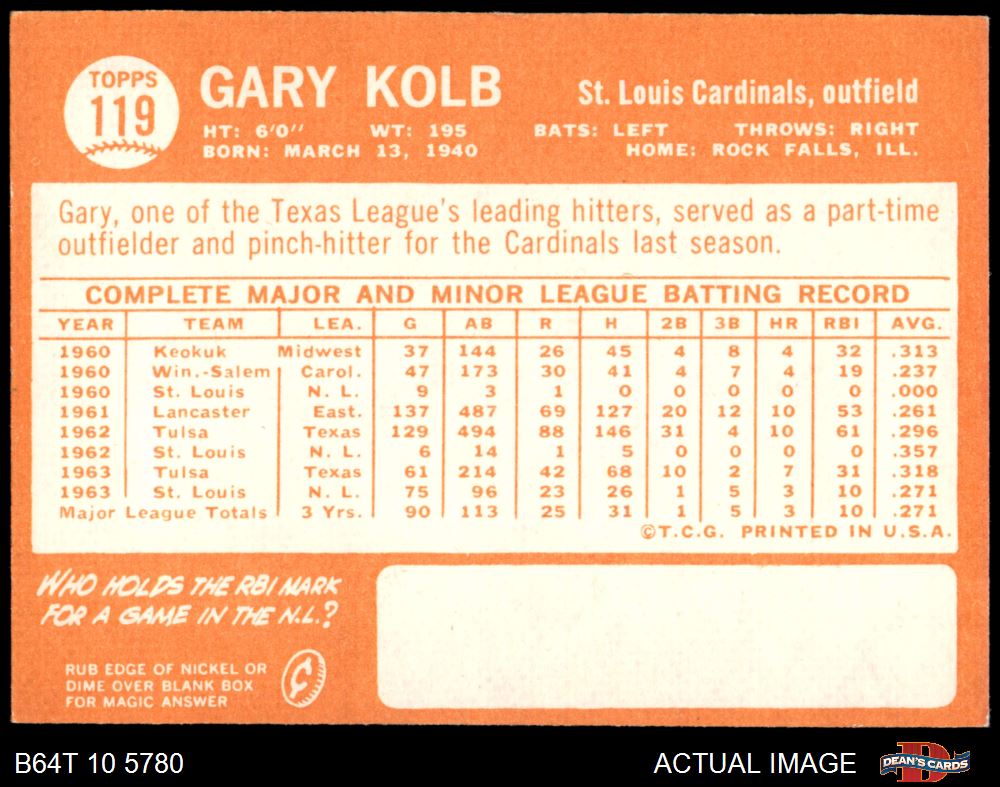 TOPPS
119
GARY KOLB
St. Louis Cardinals, outfield
HT: 6'0" WT: 195 BATS: LEFT THROWS: RIGHT
BORN: MARCH 13, 1940 HOME: ROCK FALLS, ILL.
Gary, one of the Texas League's leading hitters, served as a part-time
outfielder and pinch-hitter for the Cardinals last season.
COMPLETE MAJOR AND MINOR LEAGUE BATTING RECORD
YEAR TEAM LEA. G AB R H 2B 3B HR RBI AVG.
1960 Keokuk Midwest 37 144 26 45 4 8 4 32 .313
1960 Win.-Salem Carol. 47 173 30 41 4 7 4 19 .237
1960 St. Louis N. L. 9 3 1 0 0 0 0 0 .000
1961 Lancaster East. 137 487 69 127 20 12 10 53 .261
1962 Tulsa Texas 129 494 88 146 31 4 10 61 .296
1962 St. Louis N. L. 6 14 1 5 0 0 0 0 .357
1963 Tulsa Texas 61 214 42 68 10 2 7 31 .318
1963 St. Louis N. L. 75 96 23 26 1 5 3 10 .271
Major League Totals 3 Yrs. 90 113 25 31 1 5 3 10 .271
©T.C.G. PRINTED IN U.S.A.
WHO HOLDS THE RBI MARK
FOR A GAME IN THE N.L.?
RUB EDGE OF NICKEL OR
DIME OVER BLANK BOX
FOR MAGIC ANSWER
B64T 10 5780
ACTUAL IMAGE
DEAN'S CARDS